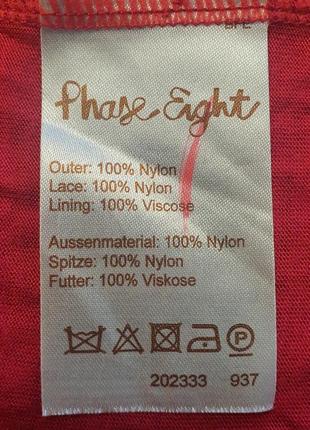 Phase Eight
Outer: 100% Nylon
Lace: 100% Nylon
Lining: 100% Viscose
Aussenmaterial: 100% Nylon
Spitze: 100% Nylon
Futter: 100% Viskose
P
202333 937